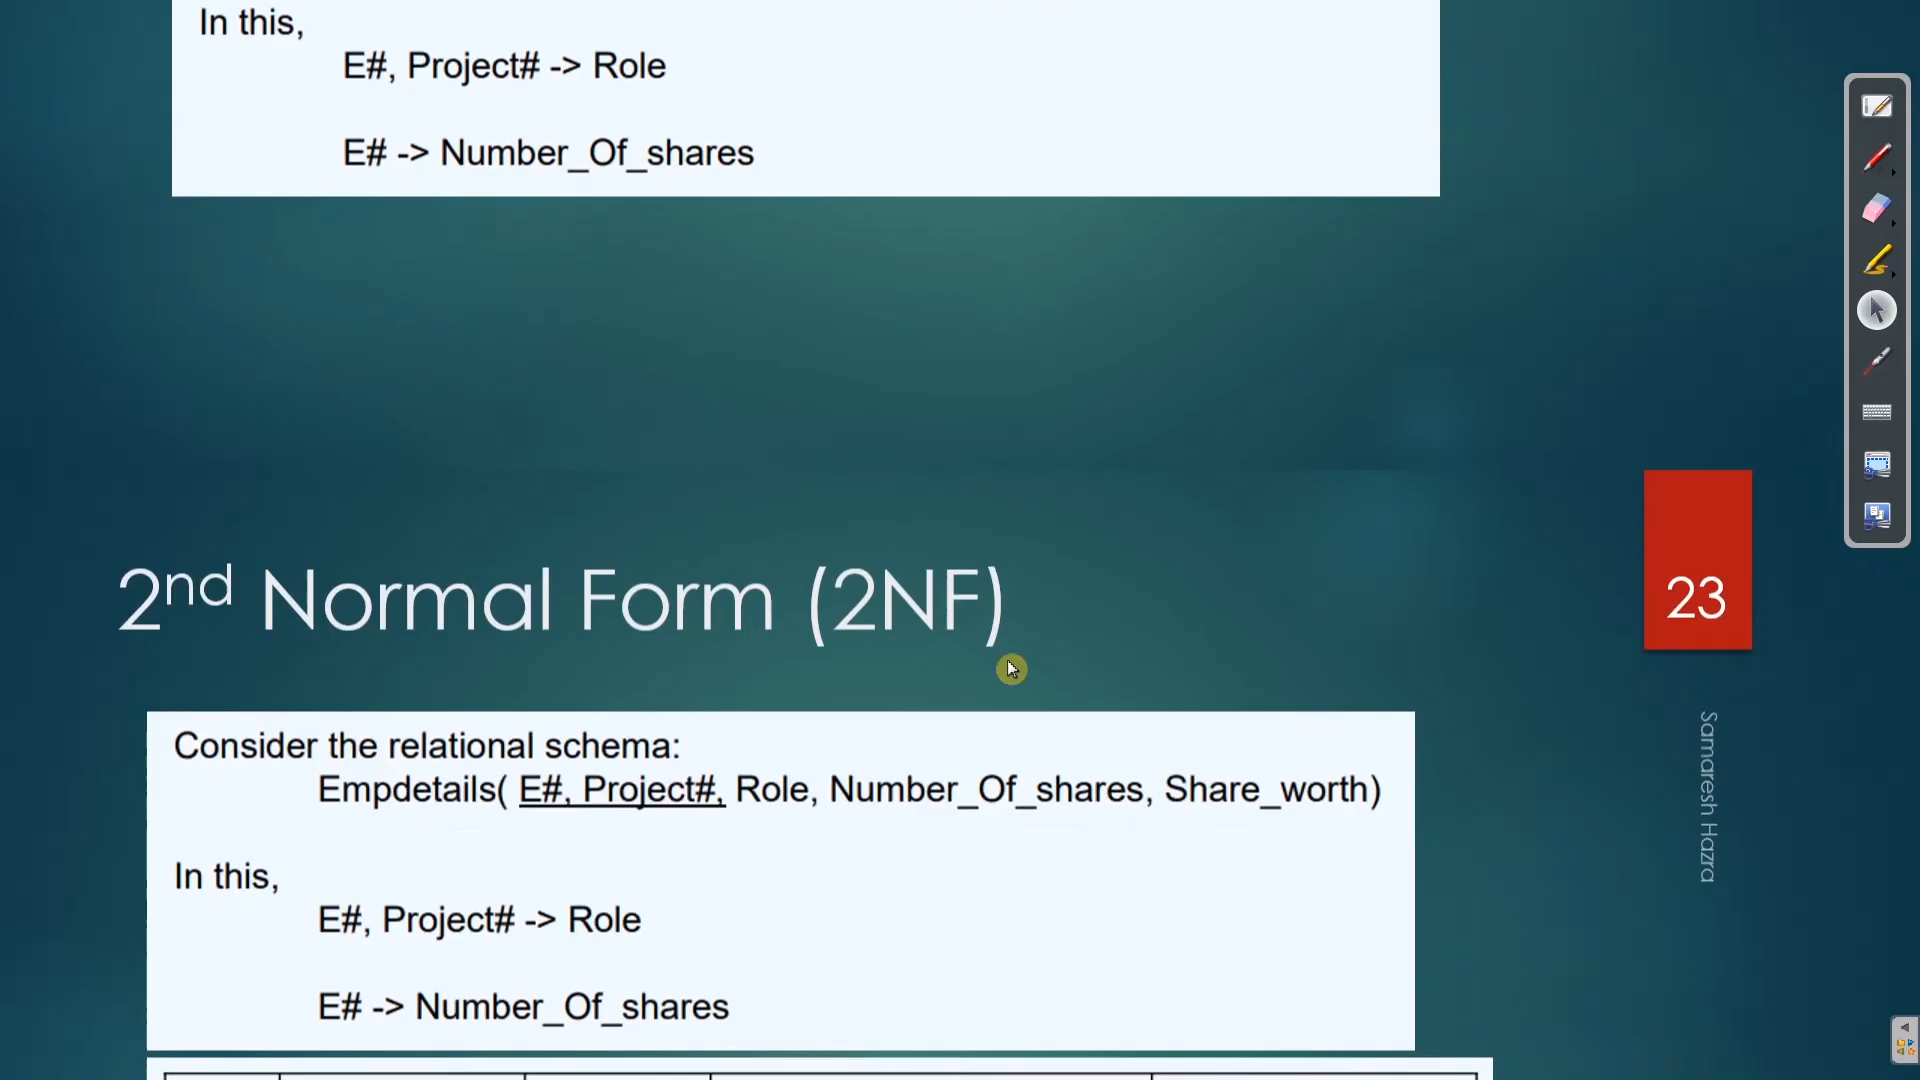 In this,
E#, Project# -> Role
E# -> Number_Of_shares
2nd Normal Form (2NF)
23
Consider the relational schema:
Empdetails( E#, Project#, Role, Number_Of_shares, Share_worth)
In this,
E#, Project# -> Role
E# -> Number_Of_shares
Samaresh Hazra